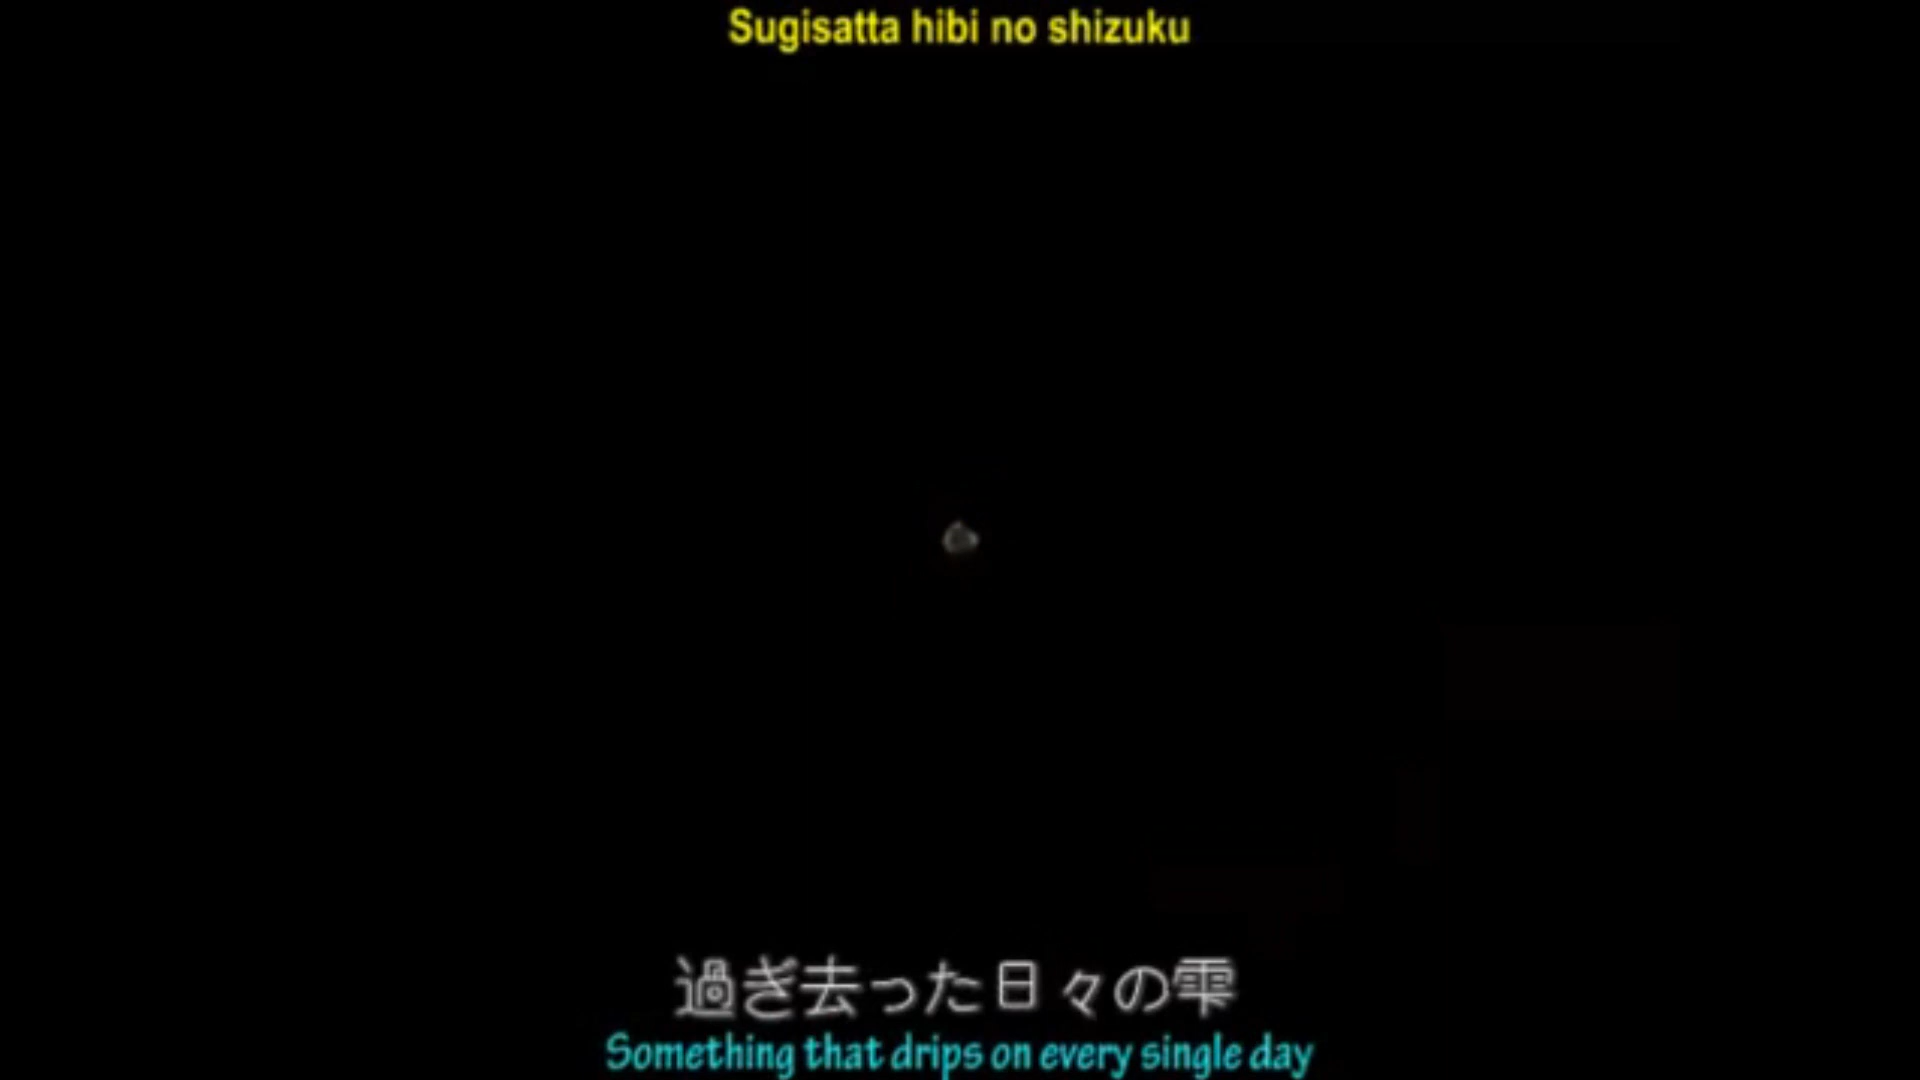 Sugisatta hibi no shizuku
過ぎ去った日々の雫
Something that drips on every single day